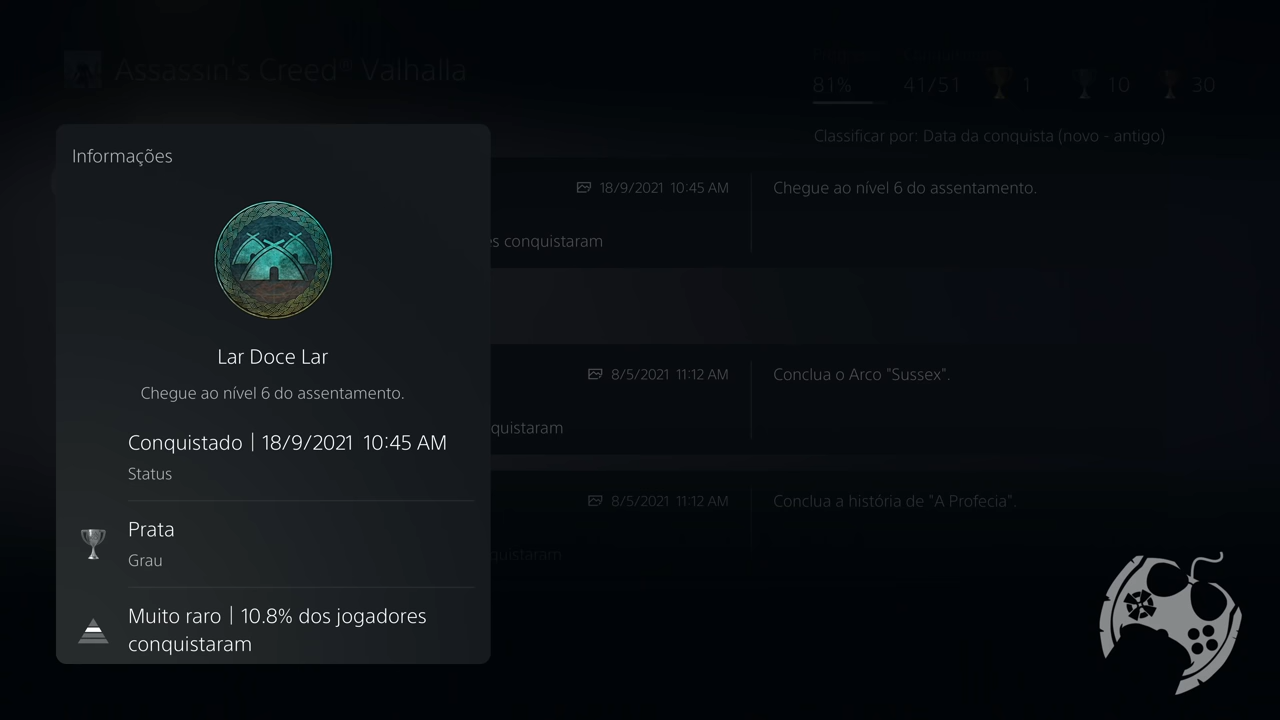 Assassin's Creed® Valhalla
81% 41/51 1 10 30
Classificar por: Data da conquista (novo - antigo)
Informações
Lar Doce Lar
Chegue ao nível 6 do assentamento.
Conquistado | 18/9/2021 10:45 AM
Status
Prata
Grau
Muito raro | 10.8% dos jogadores
conquistaram
18/9/2021 10:45 AM
Chegue ao nível 6 do assentamento.
conquistaram
8/5/2021 11:12 AM
Conclua o Arco "Sussex".
8/5/2021 11:12 AM
Conclua a história de "A Profecia".